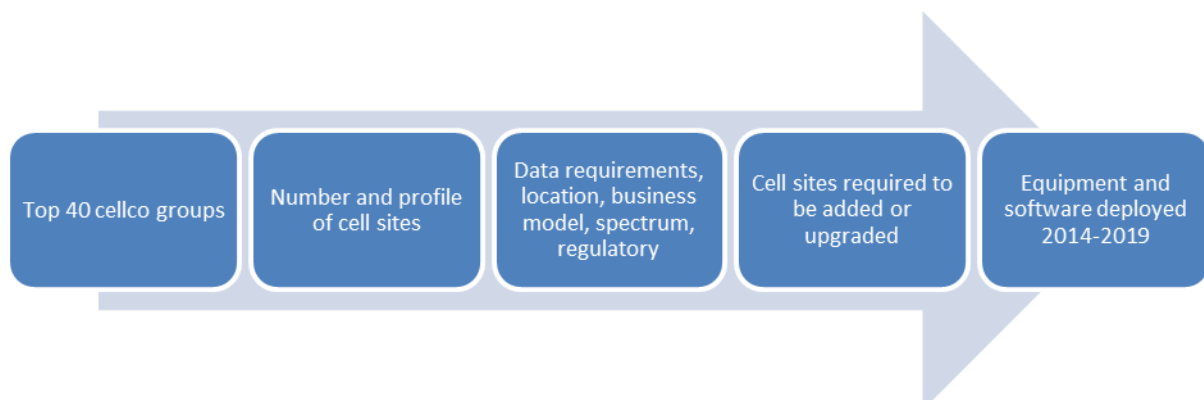 Top 40 cellco groups
Number and profile
of cell sites
Data requirements,
location, business
model, spectrum,
regulatory
Cell sites required to
be added or
upgraded
Equipment and
software deployed
2014-2019